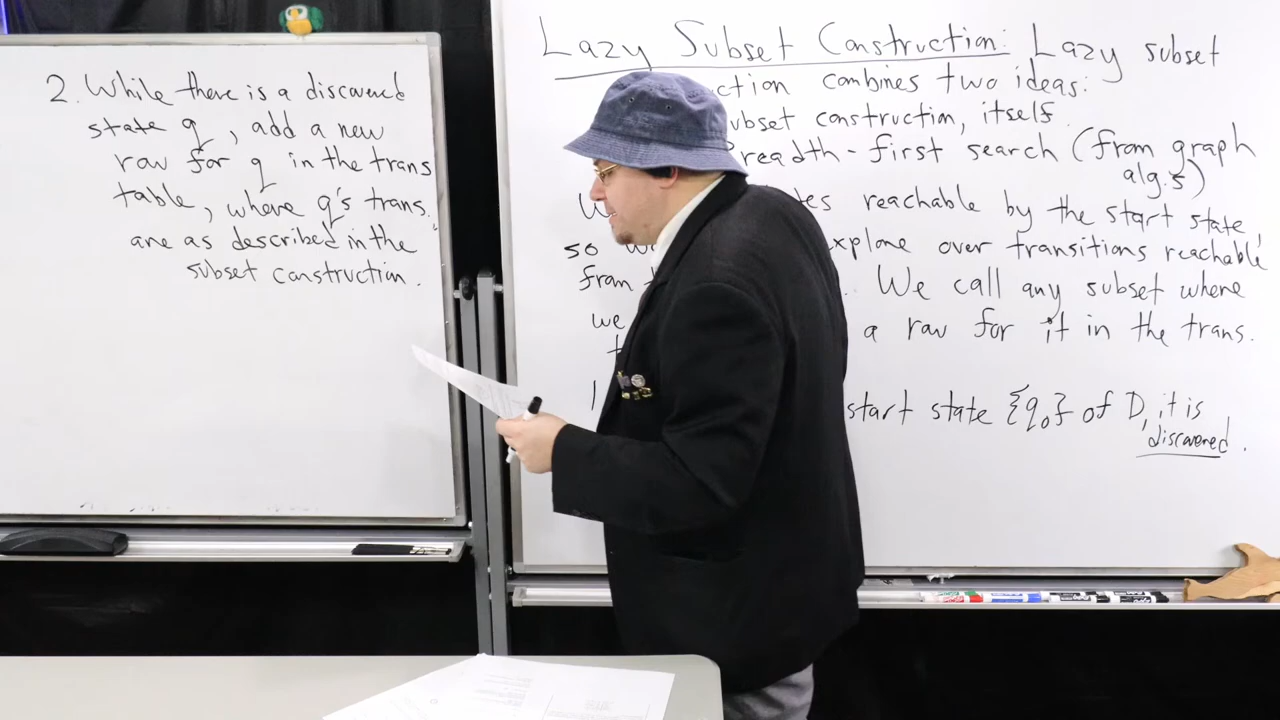 2. While there is a discovered
state q, add a new
row for q in the trans
table, where q's trans.
are as described in the
subset construction.
Lazy Subset Construction: Lazy subset
ction combines two ideas:
ubset construction, itself.
Breadth-first search (from graph
alg.s)
reachable by the start state,
so explore over transitions reachable
from We call any subset where
we a row for it in the trans.
start state {q₀} of D, it is
discovered.